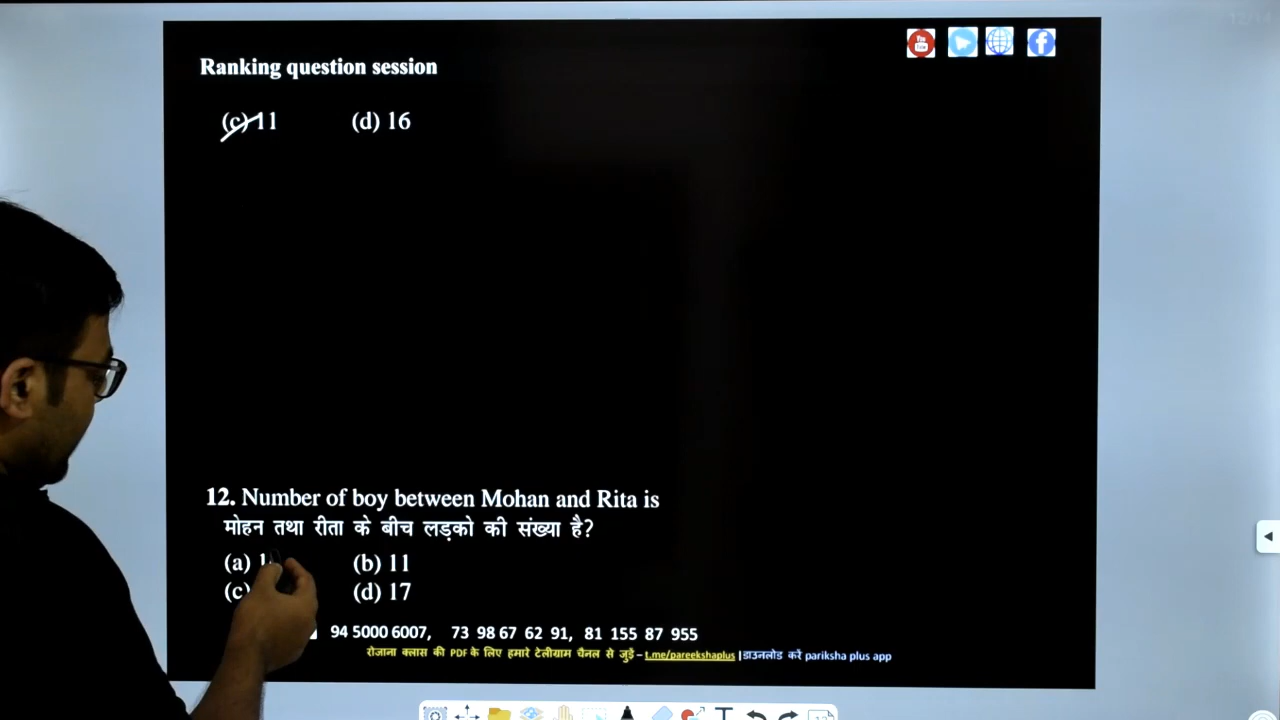 Ranking question session
(c) 11 (d) 16
12. Number of boy between Mohan and Rita is
मोहन तथा रीता के बीच लड़को की संख्या है?
(a) (b) 11
(c) (d) 17
94 5000 6007, 73 98 67 62 91, 81 155 87 955
रोजाना क्लास की PDF के लिए हमारे टेलीग्राम चैनल से जुड़ें – t.me/pareekshaplus | डाउनलोड करें pariksha plus app